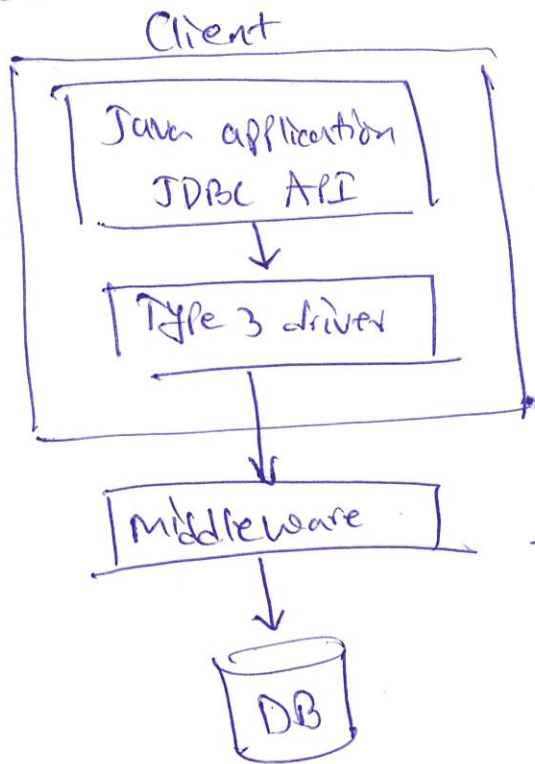 Client
Java application
JDBC API
Type 3 driver
Middleware
DB